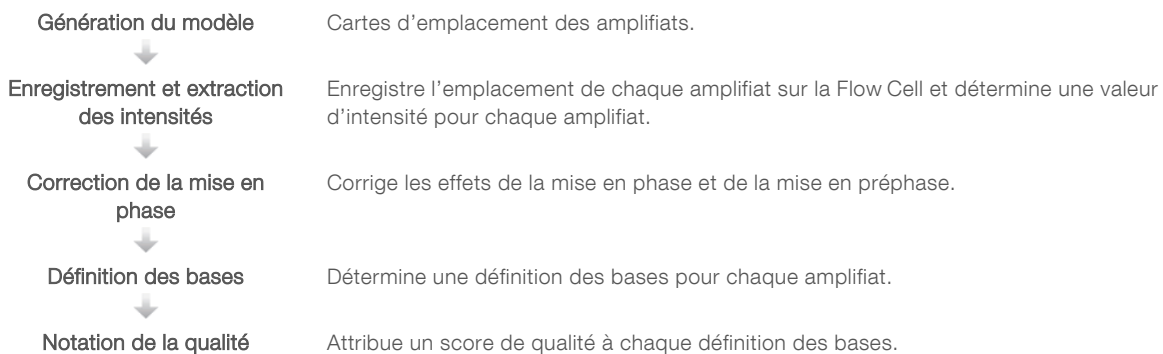 Génération du modèle
Cartes d’emplacement des amplifiats.
Enregistrement et extraction
des intensités
Enregistre l’emplacement de chaque amplifiat sur la Flow Cell et détermine une valeur
d’intensité pour chaque amplifiat.
Correction de la mise en
phase
Corrige les effets de la mise en phase et de la mise en préphase.
Définition des bases
Détermine une définition des bases pour chaque amplifiat.
Notation de la qualité
Attribue un score de qualité à chaque définition des bases.